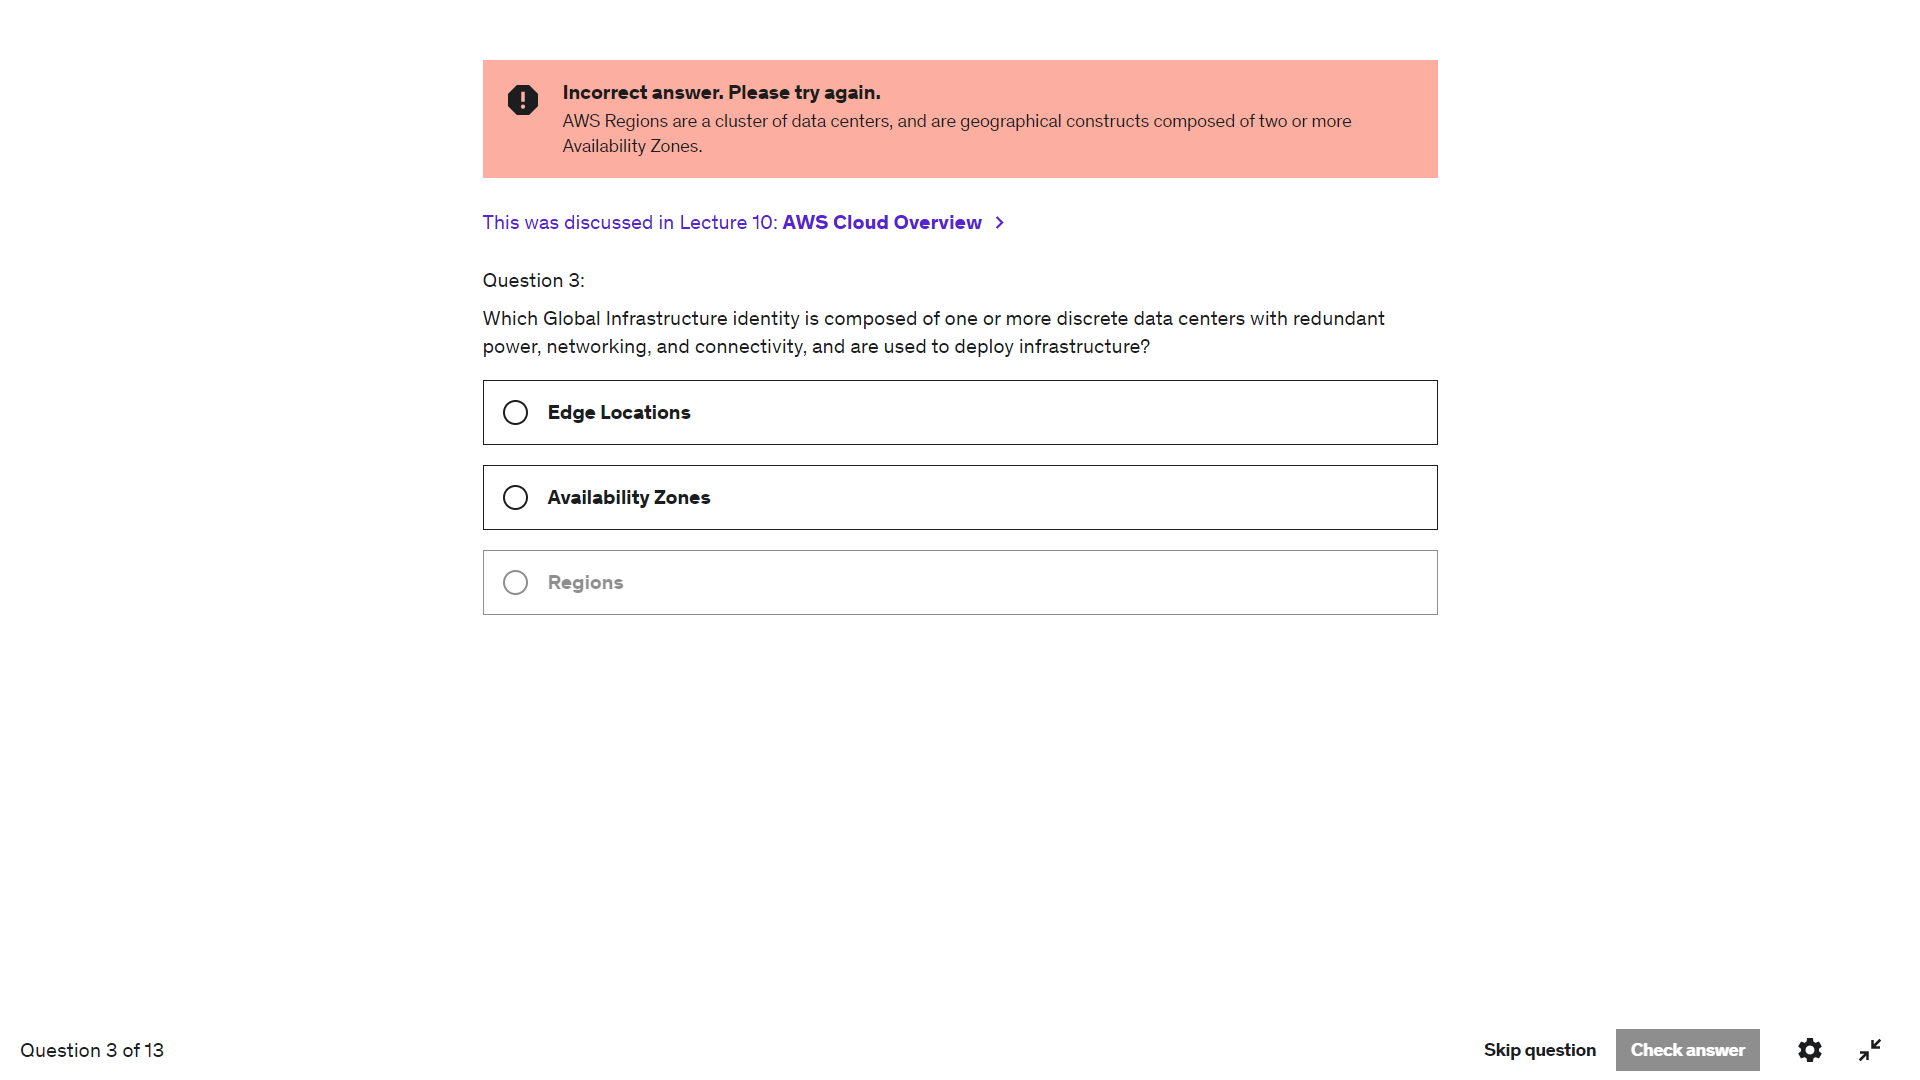 Incorrect answer. Please try again.
AWS Regions are a cluster of data centers, and are geographical constructs composed of two or more
Availability Zones.
This was discussed in Lecture 10: AWS Cloud Overview
Question 3:
Which Global Infrastructure identity is composed of one or more discrete data centers with redundant
power, networking, and connectivity, and are used to deploy infrastructure?
Edge Locations
Availability Zones
Regions
Question 3 of 13
Skip question
Check answer